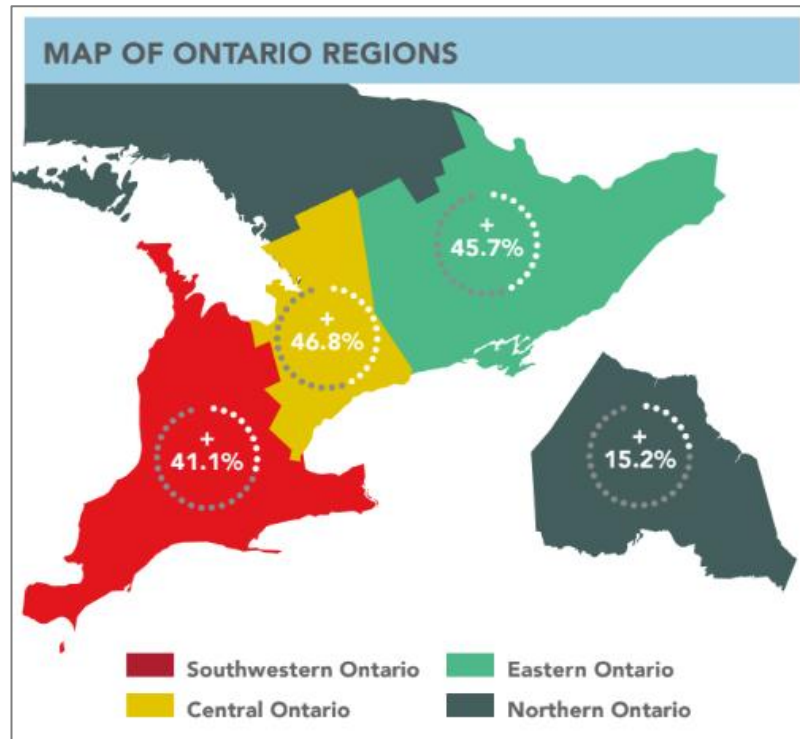 MAP OF ONTARIO REGIONS
+
45.7%
+
46.8%
+
41.1%
+
15.2%
Southwestern Ontario
Eastern Ontario
Central Ontario
Northern Ontario